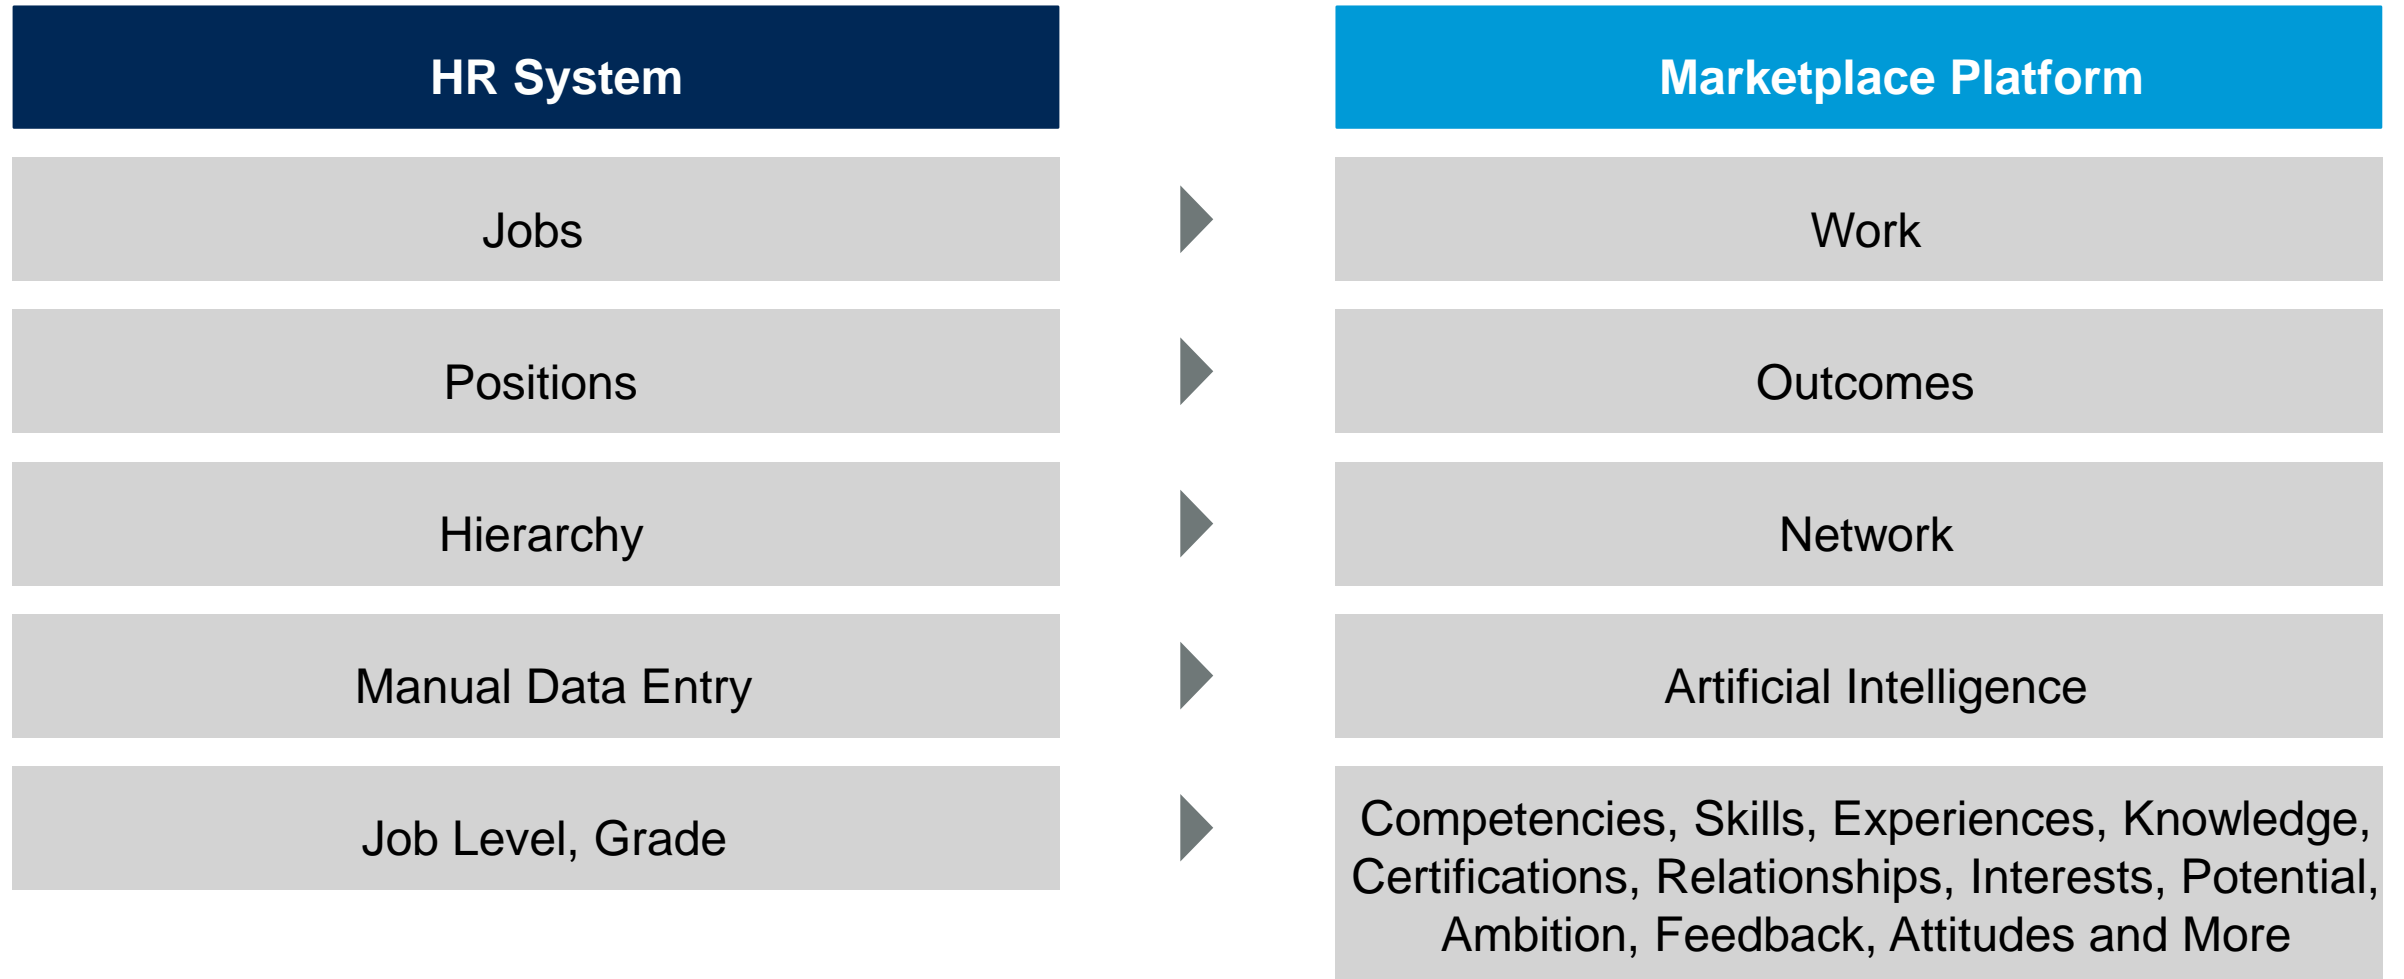 HR System
Marketplace Platform
Jobs
Work
Positions
Outcomes
Hierarchy
Network
Manual Data Entry
Artificial Intelligence
Job Level, Grade
Competencies, Skills, Experiences, Knowledge,
Certifications, Relationships, Interests, Potential,
Ambition, Feedback, Attitudes and More